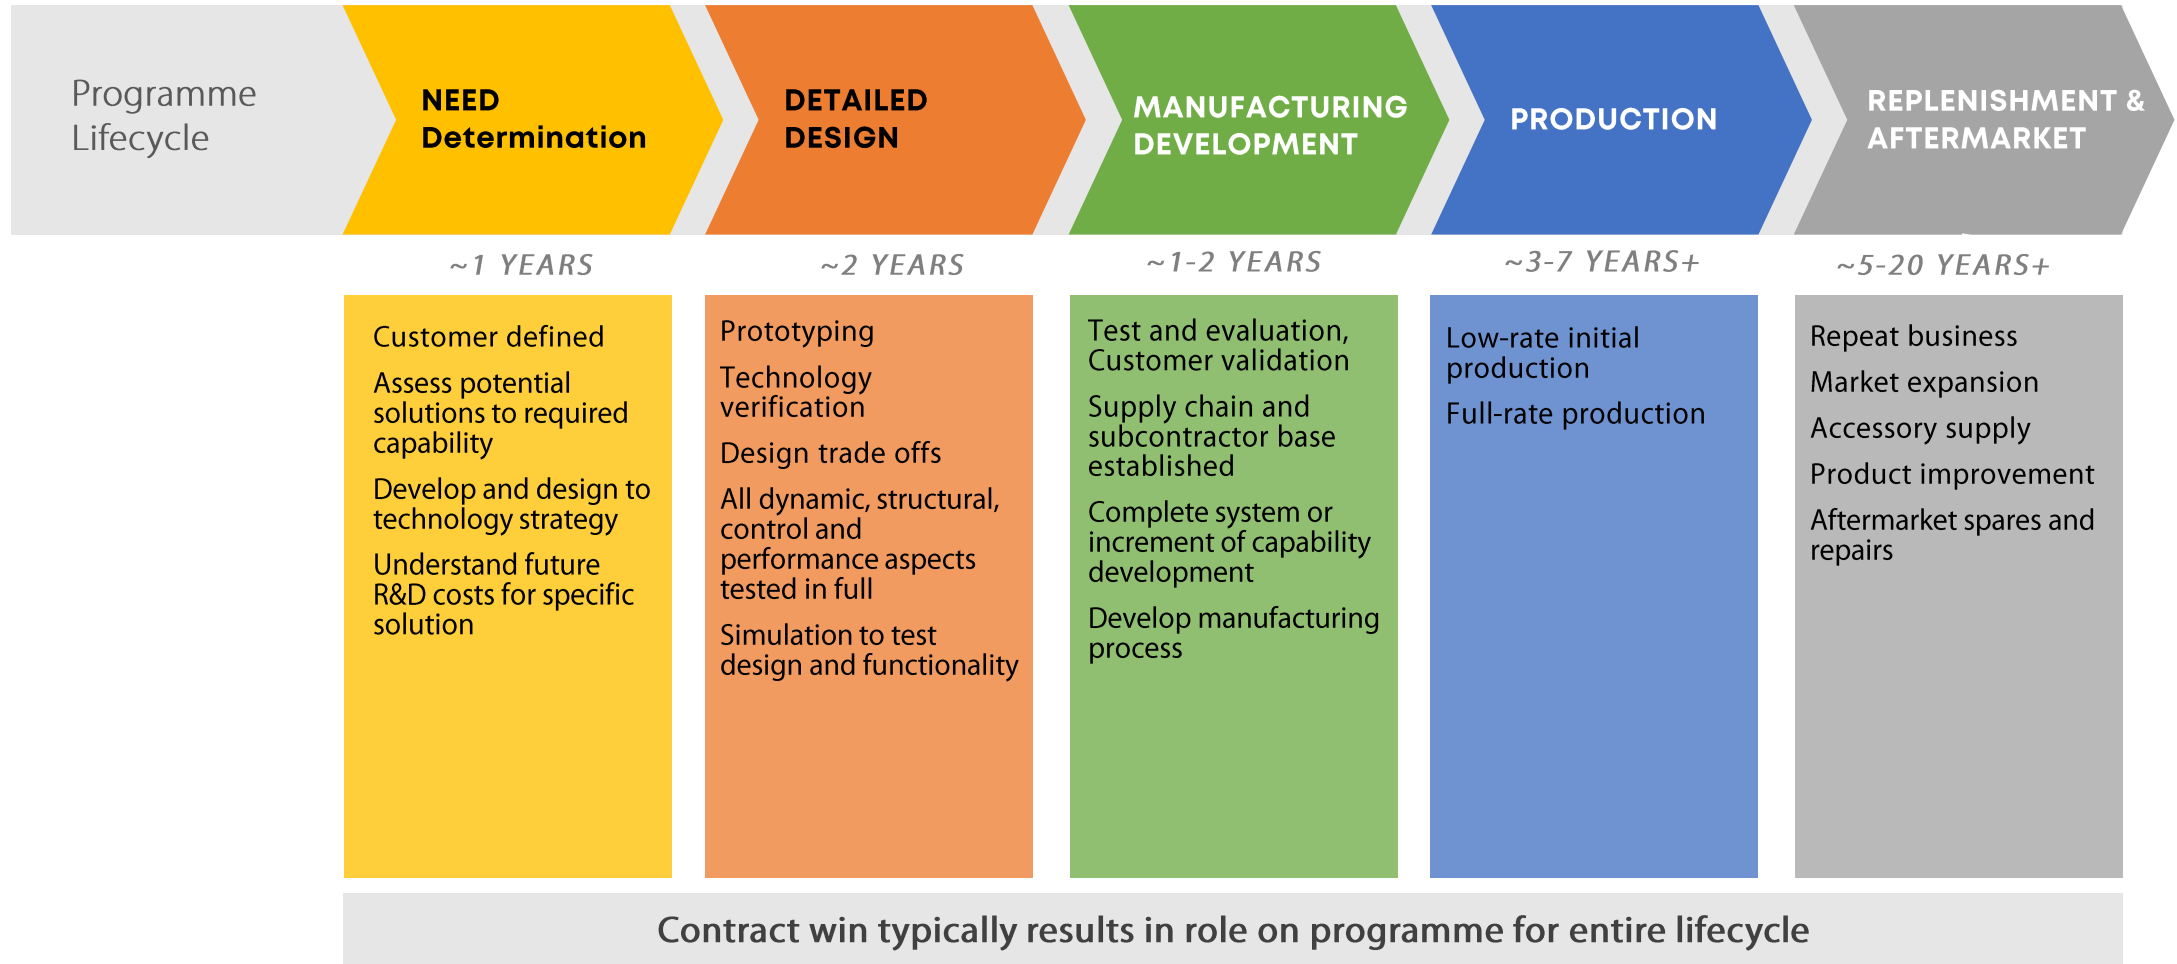 Programme
Lifecycle
NEED
Determination
DETAILED
DESIGN
MANUFACTURING
DEVELOPMENT
PRODUCTION
REPLENISHMENT &
AFTERMARKET
~1 YEARS
~2 YEARS
~1-2 YEARS
~3-7 YEARS+
~5-20 YEARS+
Customer defined
Assess potential
solutions to required
capability
Develop and design to
technology strategy
Understand future
R&D costs for specific
solution
Prototyping
Technology
verification
Design trade offs
All dynamic, structural,
control and
performance aspects
tested in full
Simulation to test
design and functionality
Test and evaluation,
Customer validation
Supply chain and
subcontractor base
established
Complete system or
increment of capability
development
Develop manufacturing
process
Low-rate initial
production
Full-rate production
Repeat business
Market expansion
Accessory supply
Product improvement
Aftermarket spares and
repairs
Contract win typically results in role on programme for entire lifecycle